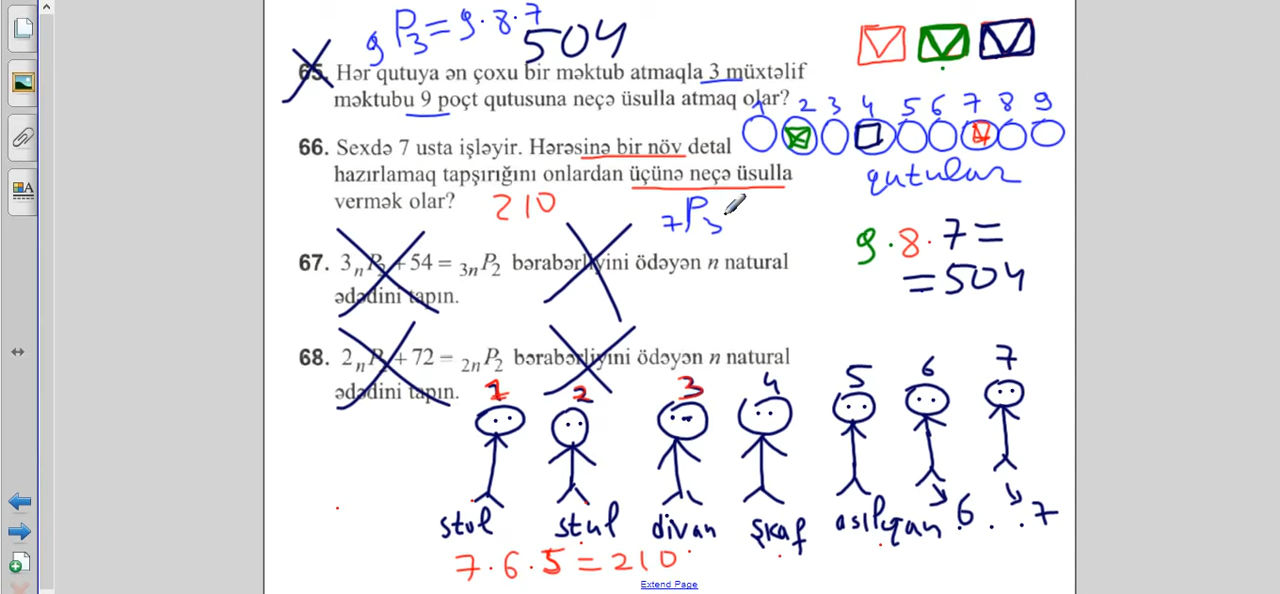 9P3 = 9·8·7
504
65. Hər qutuya ən çoxu bir məktub atmaqla 3 müxtəlif
məktubu 9 poçt qutusuna neçə üsulla atmaq olar?
1 2 3 4 5 6 7 8 9
qutular
66. Sexdə 7 usta işləyir. Hərəsinə bir növ detal
hazırlamaq tapşırığını onlardan üçünə neçə üsulla
vermək olar?
210
7P3
9·8·7=
=504
67. 3nP2 + 54 = 3nP2 bərabərliyini ödəyən n natural
ədədini tapın.
68. 2nP2 + 72 = 2nP2 bərabərliyini ödəyən n natural
ədədini tapın.
1 2 3 4 5 6 7
stol stul divan şkaf asılqan 6 . . 7
7·6·5=210
Extend Page